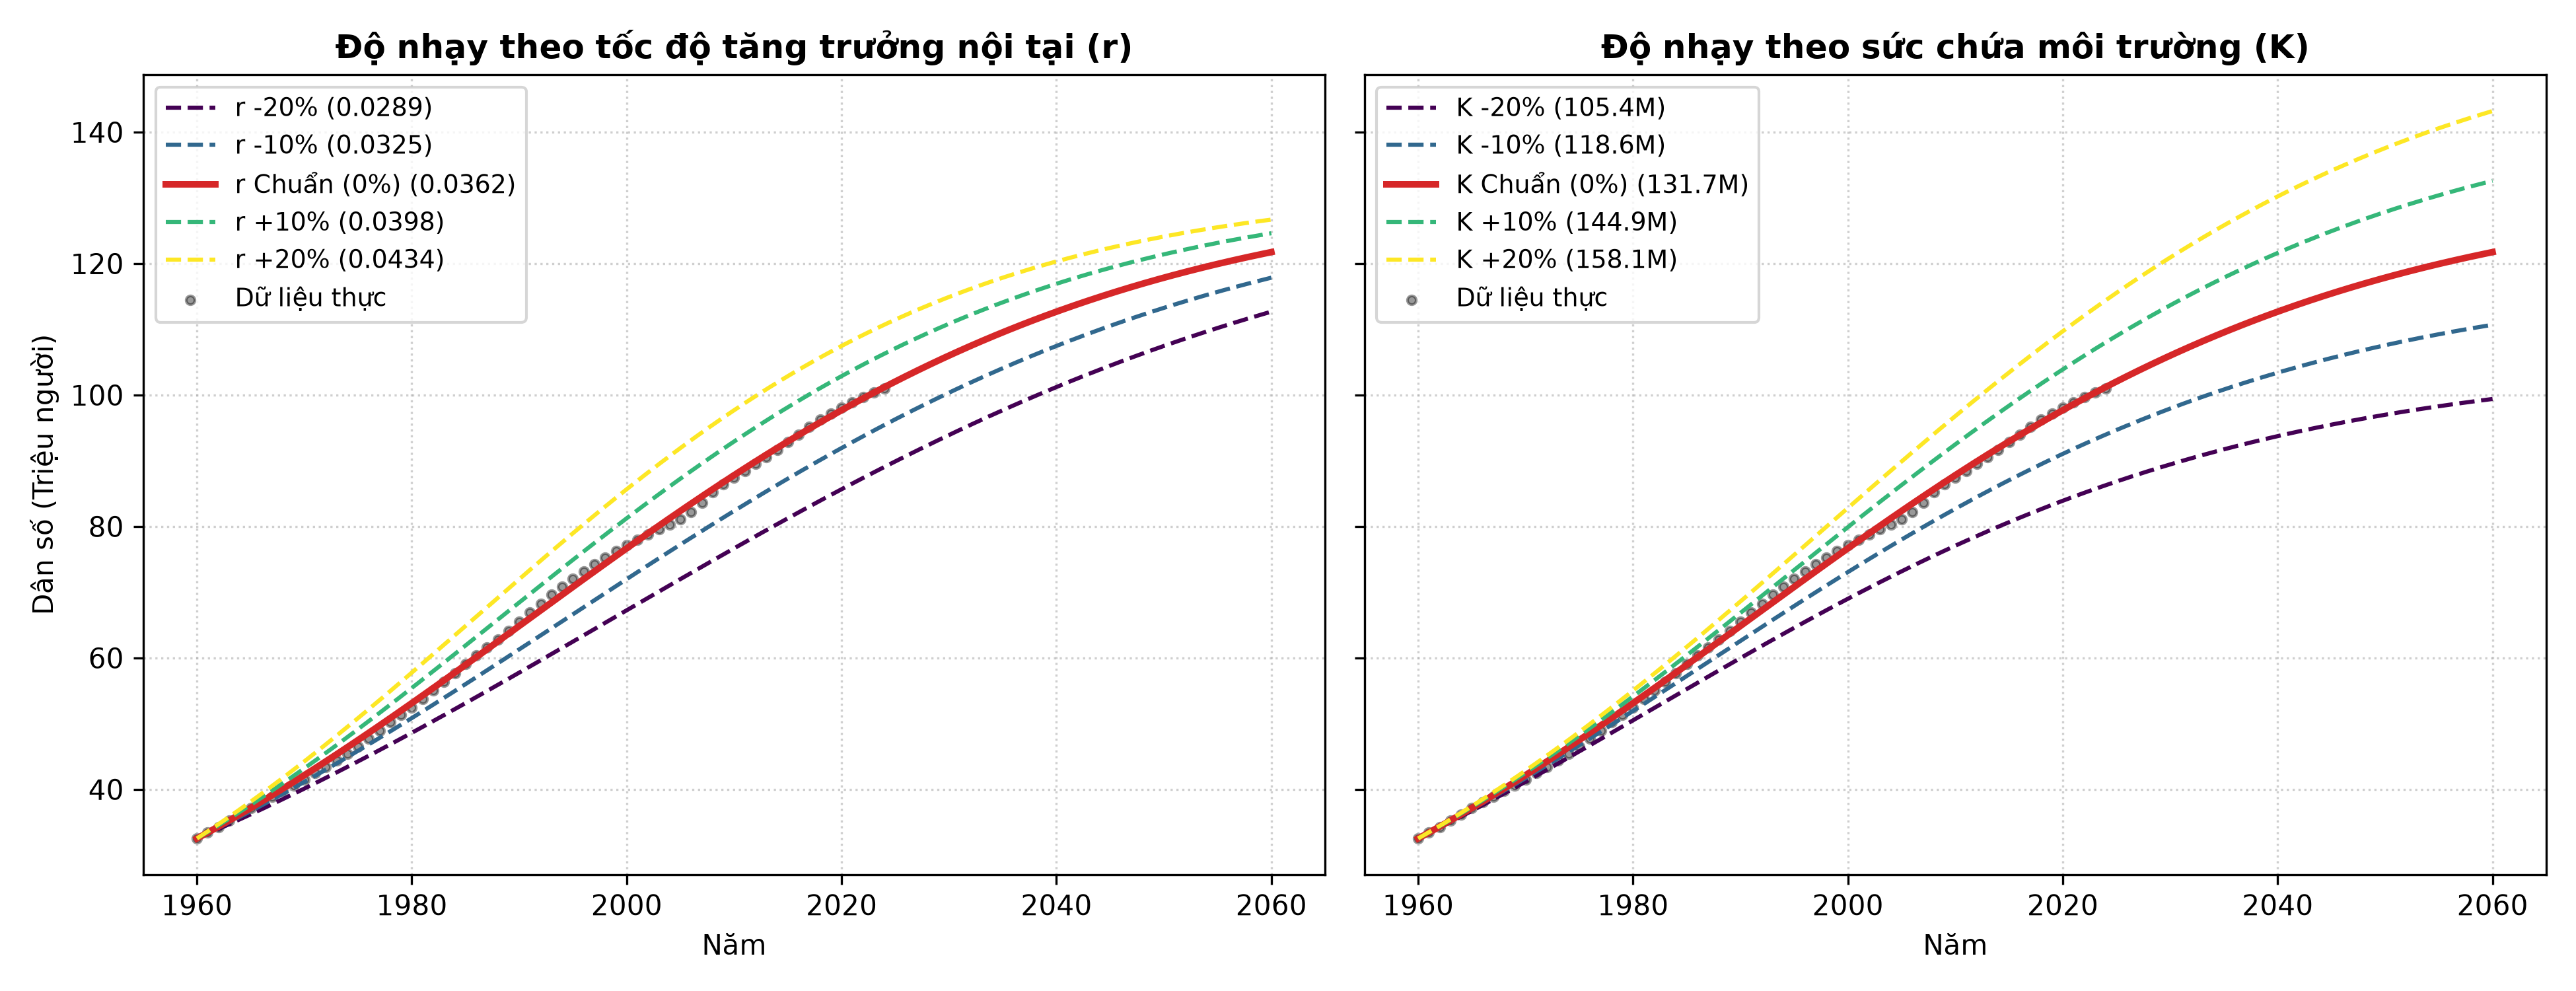 Độ nhạy theo tốc độ tăng trưởng nội tại (r)
r -20% (0.0289)
r -10% (0.0325)
r Chuẩn (0%) (0.0362)
r +10% (0.0398)
r +20% (0.0434)
Dữ liệu thực
Dân số (Triệu người)
140
120
100
80
60
40
1960 1980 2000 2020 2040 2060
Năm
Độ nhạy theo sức chứa môi trường (K)
K -20% (105.4M)
K -10% (118.6M)
K Chuẩn (0%) (131.7M)
K +10% (144.9M)
K +20% (158.1M)
Dữ liệu thực
1960 1980 2000 2020 2040 2060
Năm